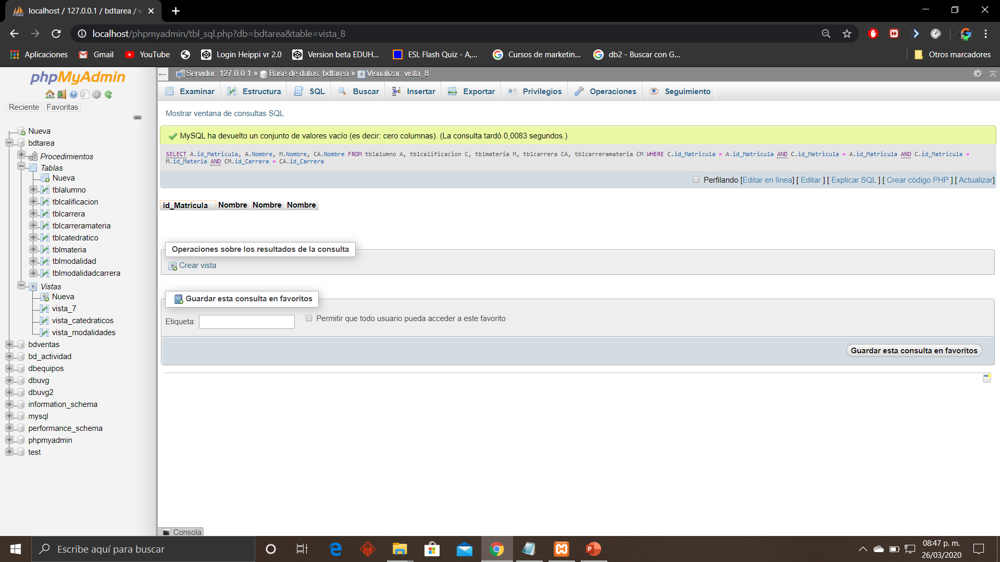 localhost / 127.0.0.1 / bdtarea / v
localhost/phpmyadmin/tbl_sql.php?db=bdtarea&table=vista_8
Aplicaciones Gmail YouTube Login Heippi vr 2.0 Version beta EDUH... ESL Flash Quiz - A,... Cursos de marketin... db2 - Buscar con G... Otros marcadores
phpMyAdmin
Reciente Favoritas
Nueva
bdtarea
Procedimientos
Tablas
Nueva
tblalumno
tblcalificacion
tblcarrera
tblcarreramateria
tblcatedratico
tblmateria
tblmodalidad
tblmodalidadcarrera
Vistas
Nueva
vista_7
vista_catedraticos
vista_modalidades
bdventas
bd_actividad
dbequipos
dbuvg
dbuvg2
information_schema
mysql
performance_schema
phpmyadmin
test
Servidor: 127.0.0.1 » Base de datos: bdtarea » Visualizar: vista_8
Examinar Estructura SQL Buscar Insertar Exportar Privilegios Operaciones Seguimiento
Mostrar ventana de consultas SQL
MySQL ha devuelto un conjunto de valores vacío (es decir: cero columnas). (La consulta tardó 0,0083 segundos.)
SELECT A.id_Matricula, A.Nombre, M.Nombre, CA.Nombre FROM tblalumno A, tblcalificacion C, tblmateria M, tblcarrera CA, tblcarreramateria CM WHERE C.id_Matricula = A.id_Matricula AND C.id_Matricula = A.id_Matricula AND C.id_Matricula =
M.id_Materia AND CM.id_Carrera = CA.id_Carrera
Perfilando [Editar en línea] [ Editar ] [ Explicar SQL ] [ Crear código PHP ] [ Actualizar]
id_Matricula Nombre Nombre Nombre
Operaciones sobre los resultados de la consulta
Crear vista
Guardar esta consulta en favoritos
Etiqueta: Permitir que todo usuario pueda acceder a este favorito
Guardar esta consulta en favoritos
Consola
Escribe aquí para buscar
08:47 p. m.
26/03/2020